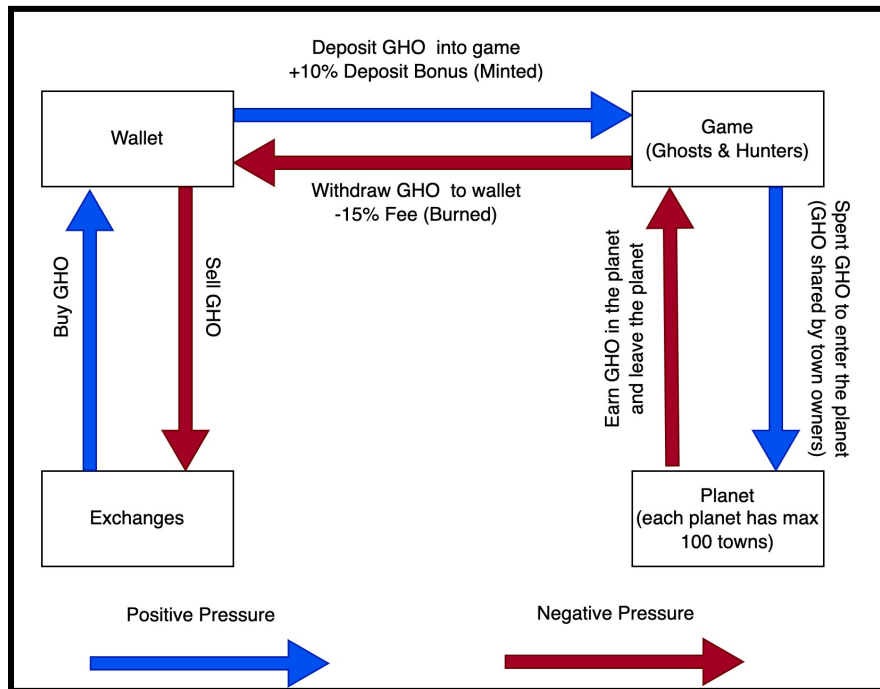 Deposit GHO into game
+10% Deposit Bonus (Minted)
Wallet
Game
(Ghosts & Hunters)
Withdraw GHO to wallet
-15% Fee (Burned)
Buy GHO
Sell GHO
Earn GHO in the planet
and leave the planet
Spent GHO to enter the planet
(GHO shared by town owners)
Exchanges
Planet
(each planet has max
100 towns)
Positive Pressure
Negative Pressure